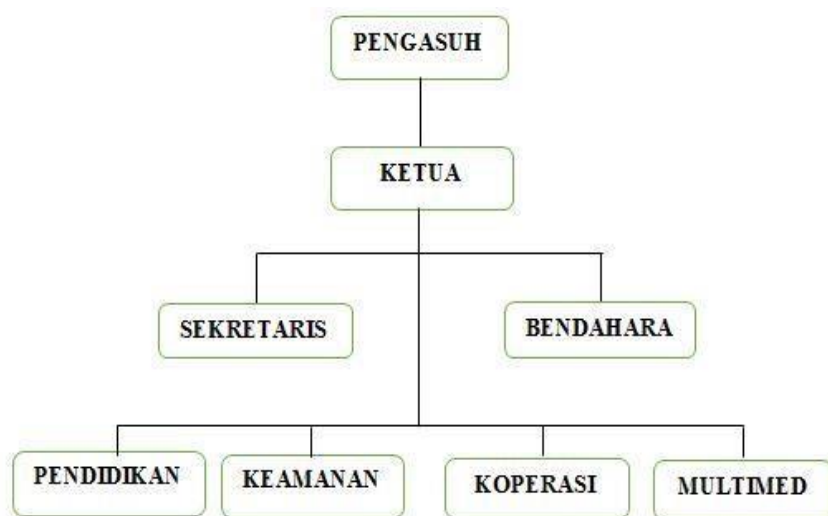 PENGASUH
KETUA
SEKRETARIS
BENDAHARA
PENDIDIKAN
KEAMANAN
KOPERASI
MULTIMED